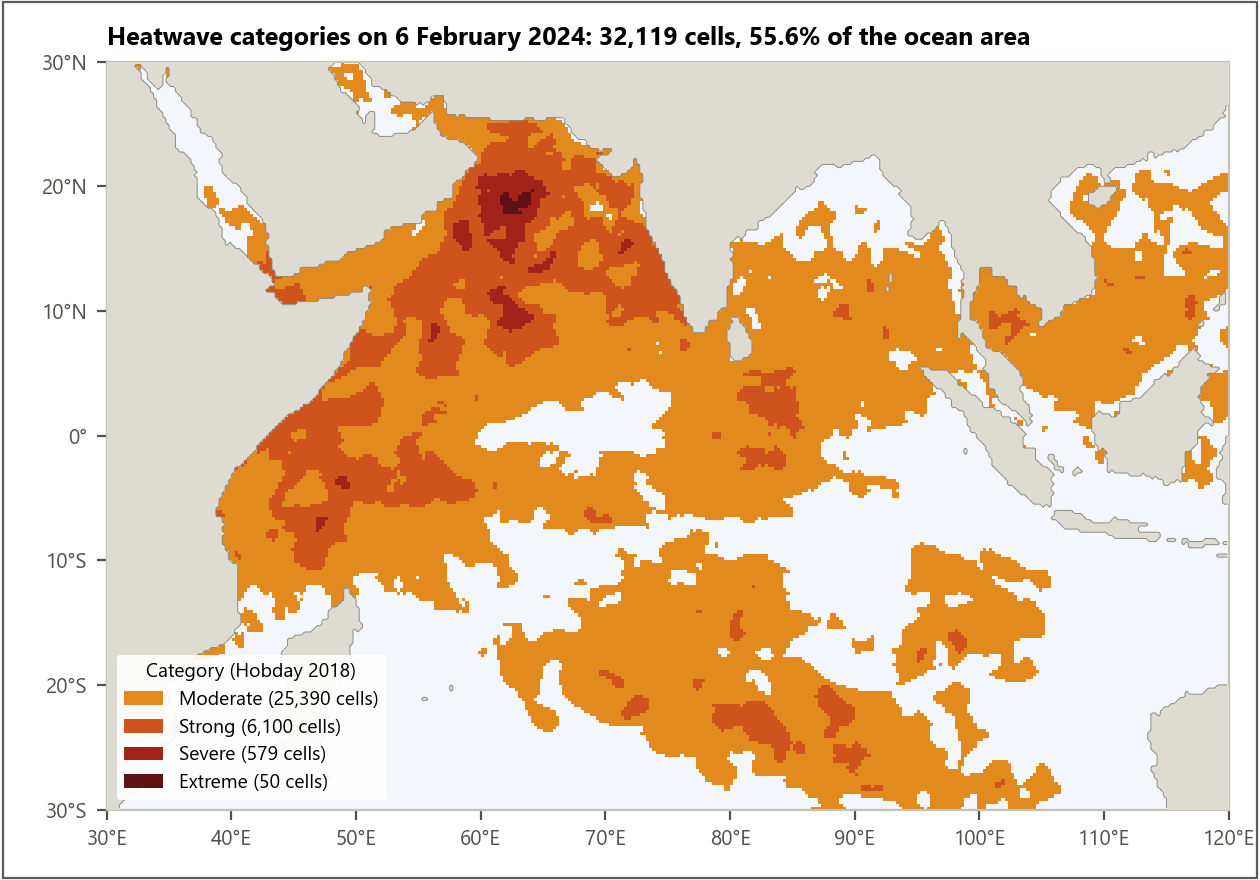 Heatwave categories on 6 February 2024: 32,119 cells, 55.6% of the ocean area
30°N
20°N
10°N
0°
10°S
20°S
30°S
Category (Hobday 2018)
Moderate (25,390 cells)
Strong (6,100 cells)
Severe (579 cells)
Extreme (50 cells)
30°E 40°E 50°E 60°E 70°E 80°E 90°E 100°E 110°E 120°E